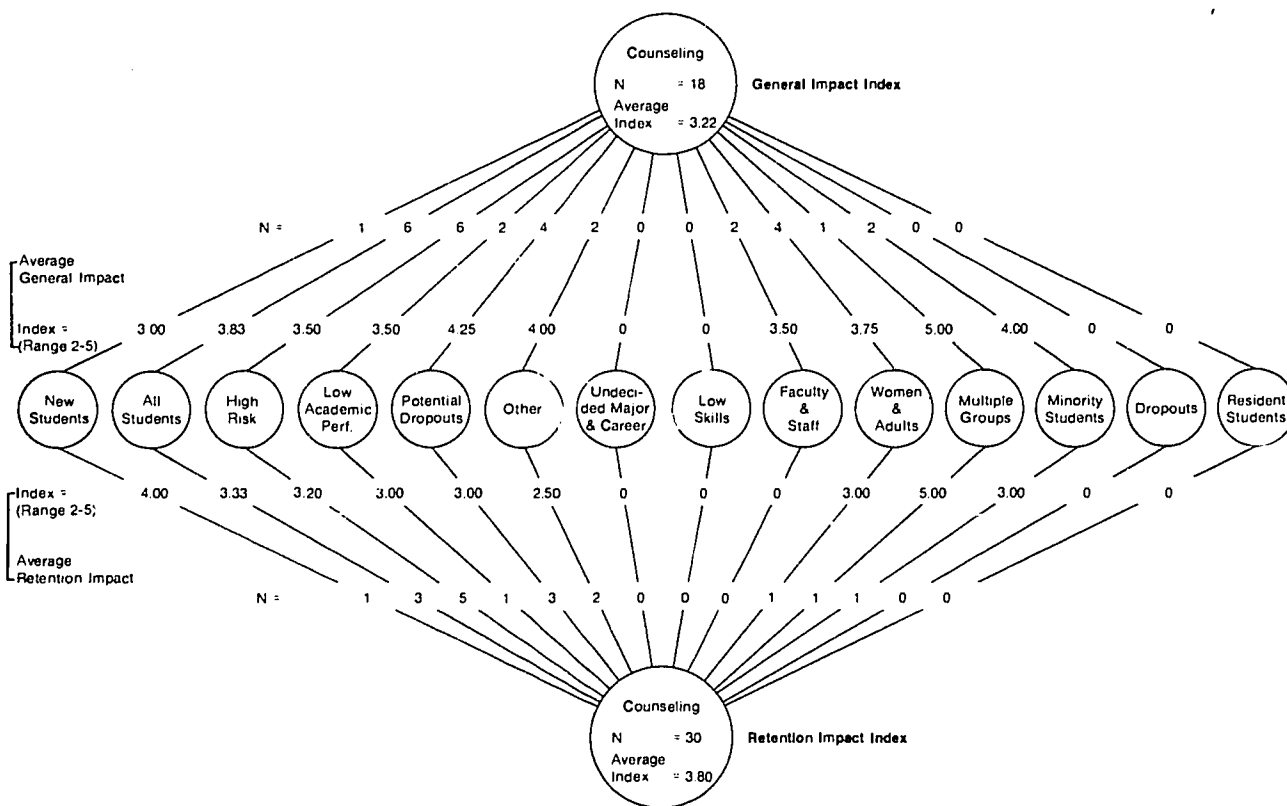 Counseling
N = 18
Average
Index = 3.22
General Impact Index
N = 1 6 6 2 4 2 0 0 2 4 1 2 0 0
Average
General Impact
Index = 3.00 3.83 3.50 3.50 4.25 4.00 0 0 3.50 3.75 5.00 4.00 0 0
(Range 2-5)
New
Students
All
Students
High
Risk
Low
Academic
Perf.
Potential
Dropouts
Other
Undeci-
ded Major
& Career
Low
Skills
Faculty
&
Staff
Women
&
Adults
Multiple
Groups
Minority
Students
Dropouts
Resident
Students
Index = 4.00 3.33 3.20 3.00 3.00 2.50 0 0 0 3.00 5.00 3.00 0 0
(Range 2-5)
Average
Retention Impact
N = 1 3 5 1 3 2 0 0 0 1 1 1 0 0
Counseling
N = 30
Average
Index = 3.80
Retention Impact Index